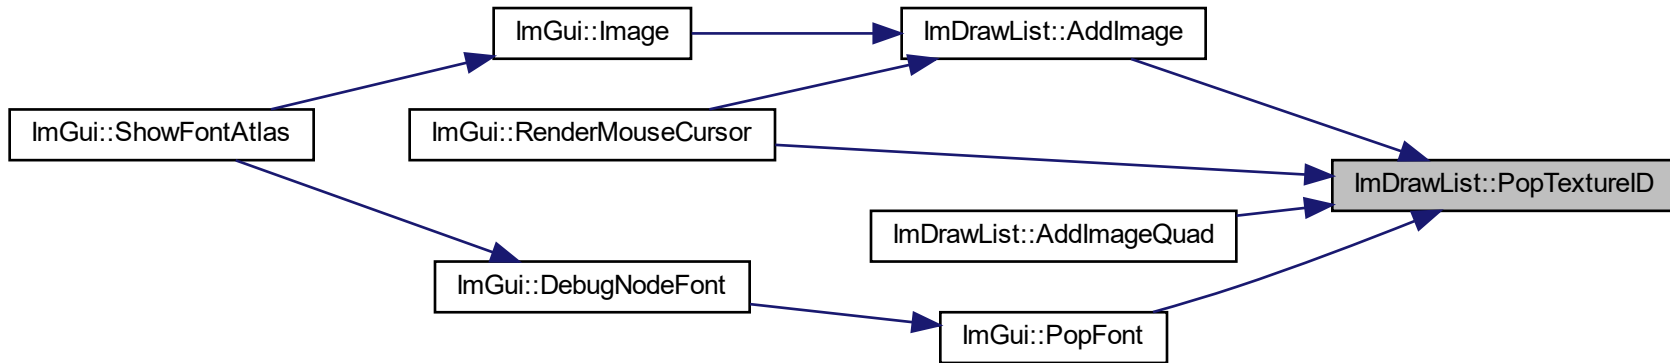 ImGui::Image
ImDrawList::AddImage
ImGui::ShowFontAtlas
ImGui::RenderMouseCursor
ImDrawList::PopTextureID
ImDrawList::AddImageQuad
ImGui::DebugNodeFont
ImGui::PopFont